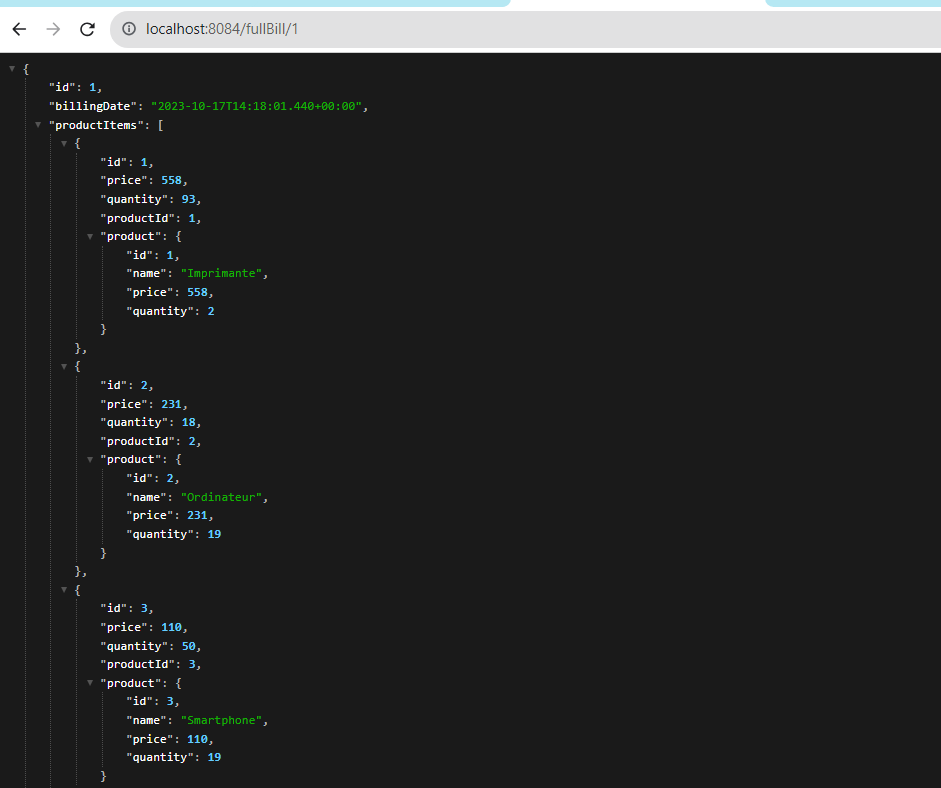 localhost:8084/fullBill/1
{
"id": 1,
"billingDate": "2023-10-17T14:18:01.440+00:00",
"productItems": [
{
"id": 1,
"price": 558,
"quantity": 93,
"productId": 1,
"product": {
"id": 1,
"name": "Imprimante",
"price": 558,
"quantity": 2
}
},
{
"id": 2,
"price": 231,
"quantity": 18,
"productId": 2,
"product": {
"id": 2,
"name": "Ordinateur",
"price": 231,
"quantity": 19
}
},
{
"id": 3,
"price": 110,
"quantity": 50,
"productId": 3,
"product": {
"id": 3,
"name": "Smartphone",
"price": 110,
"quantity": 19
}